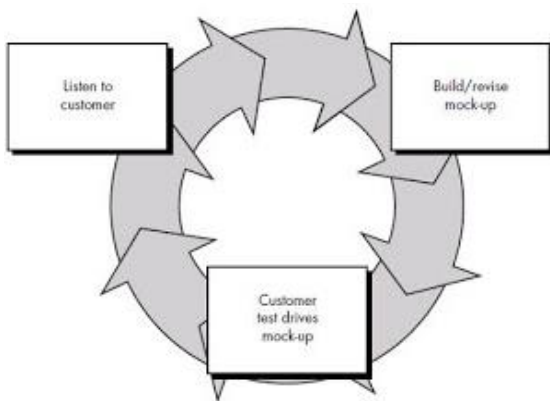 Listen to
customer
Build/revise
mock-up
Customer
test drives
mock-up